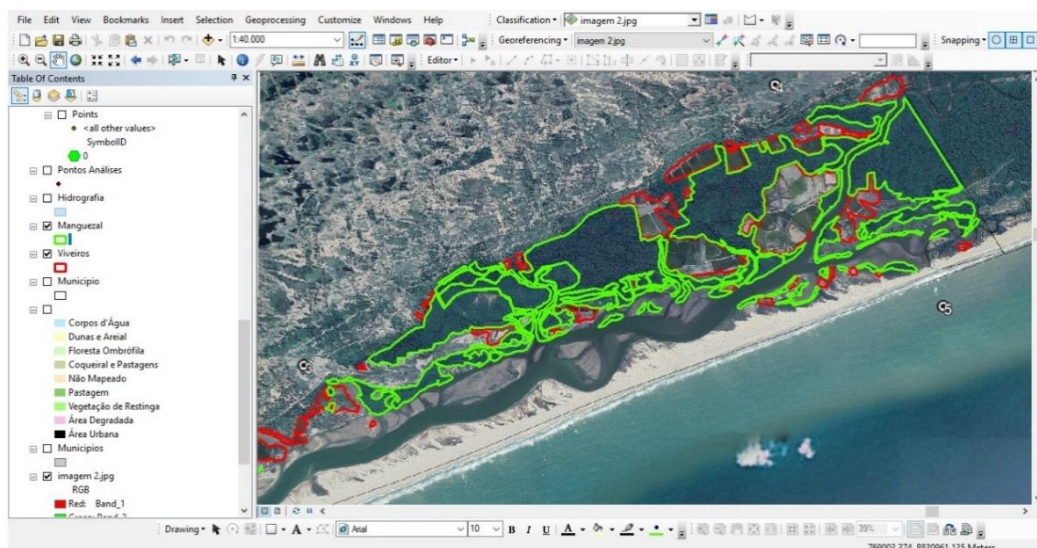 File Edit View Bookmarks Insert Selection Geoprocessing Customize Windows Help
Classification imagem 2.jpg
1:40.000
Georeferencing imagem 2.jpg
Snapping
Editor
Table Of Contents
Points
<all other values>
SymbolID
0
Pontos Análises
Hidrografia
Manguezal
Viveiros
Municipio
Corpos d'Água
Dunas e Areial
Floresta Ombrófila
Coqueiral e Pastagens
Não Mapeado
Pastagem
Vegetação de Restinga
Área Degradada
Área Urbana
Municipios
imagem 2.jpg
RGB
Red: Band_1
Drawing A Arial 10 B I U A 39%